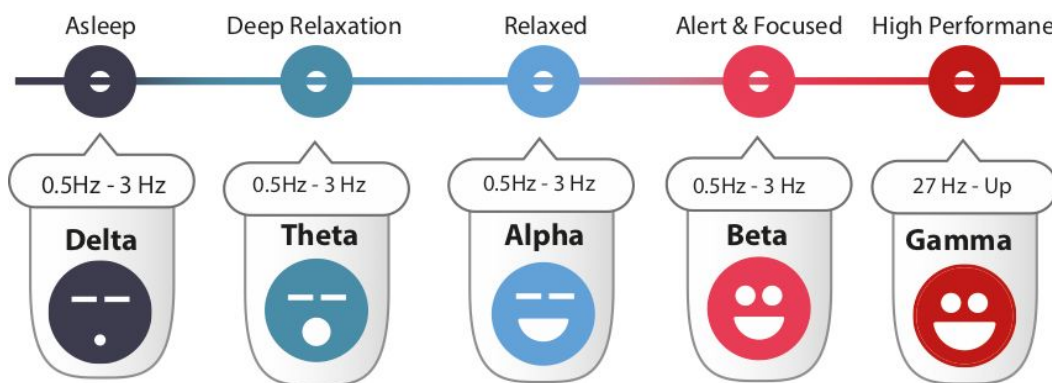 Asleep
Deep Relaxation
Relaxed
Alert & Focused
High Performane
0.5Hz - 3 Hz
0.5Hz - 3 Hz
0.5Hz - 3 Hz
0.5Hz - 3 Hz
27 Hz - Up
Delta
Theta
Alpha
Beta
Gamma